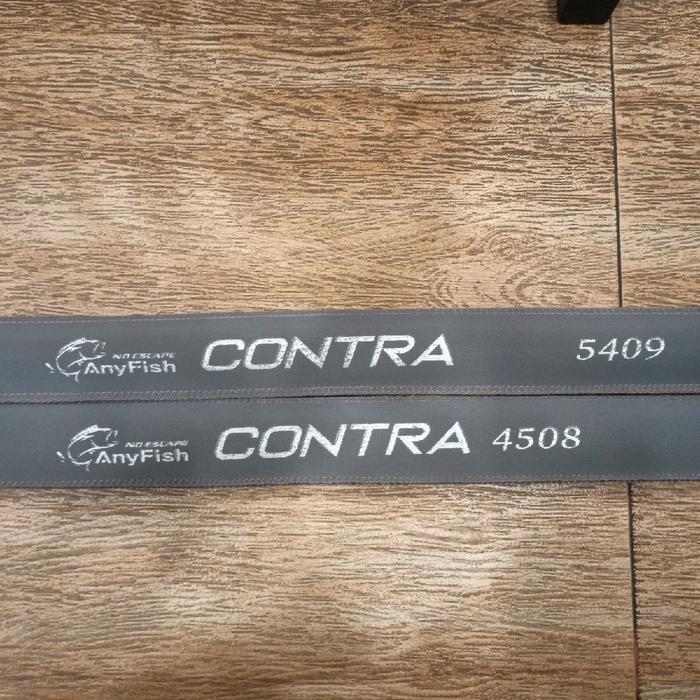 NO ESCAPE
AnyFish CONTRA 5409
NO ESCAPE
AnyFish CONTRA 4508